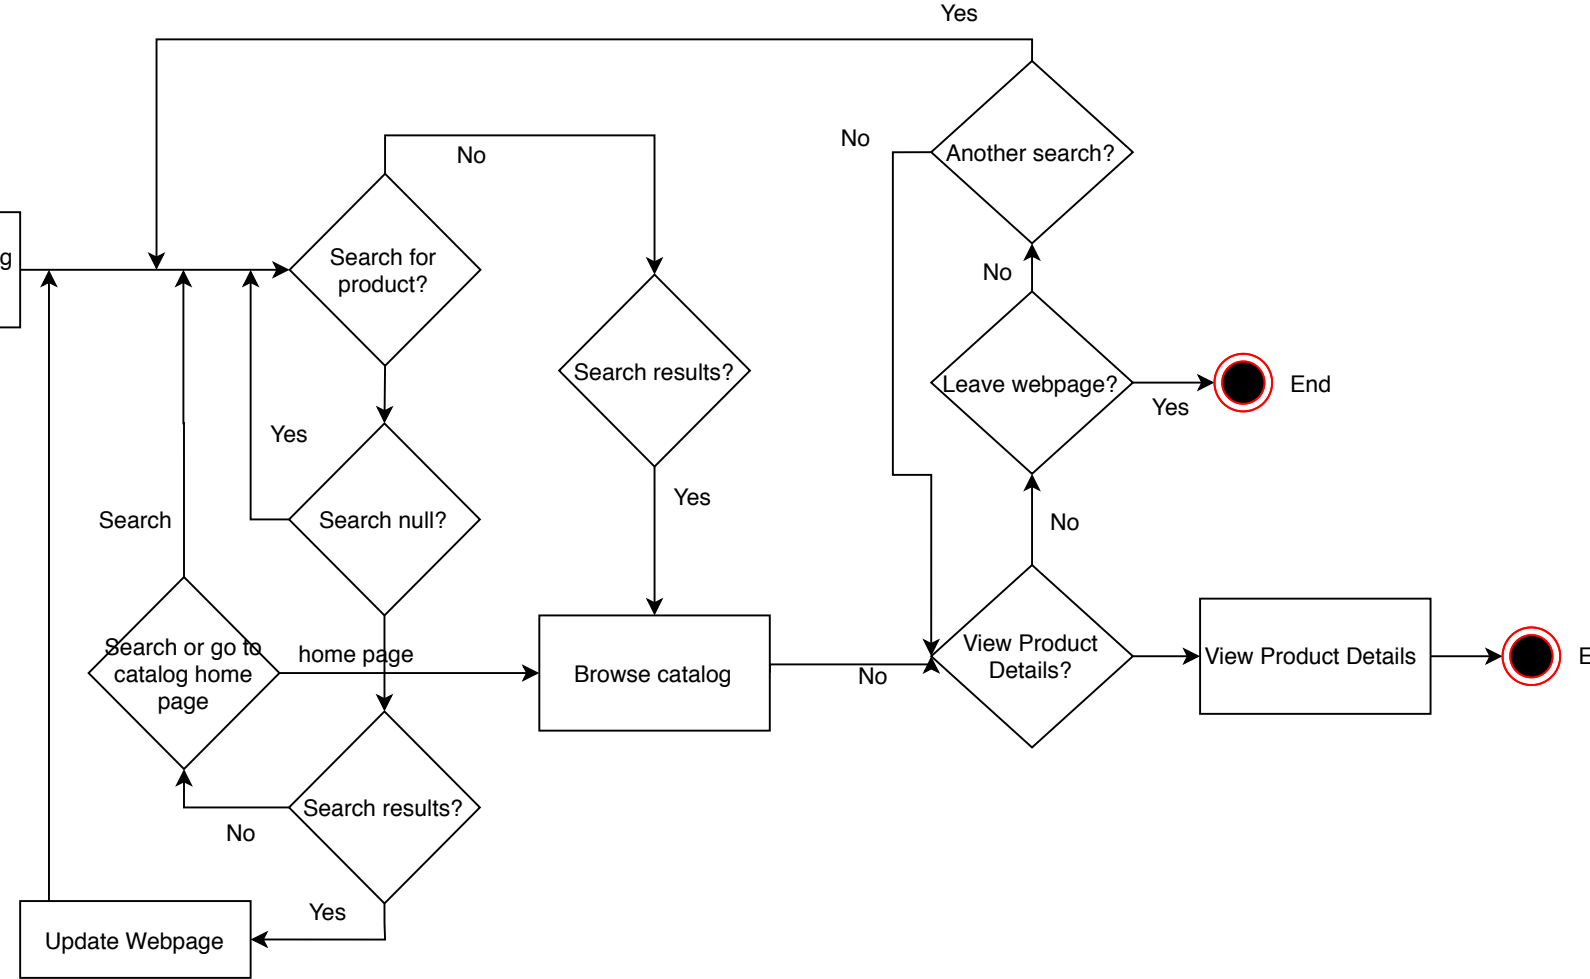 Yes
No
Another search?
No
g
Search for
product?
No
Search results?
Leave webpage?
End
Yes
Yes
Yes
Search
Search null?
No
Search or go to
catalog home
page
home page
Browse catalog
No
View Product
Details?
View Product Details
E
Search results?
No
Yes
Update Webpage